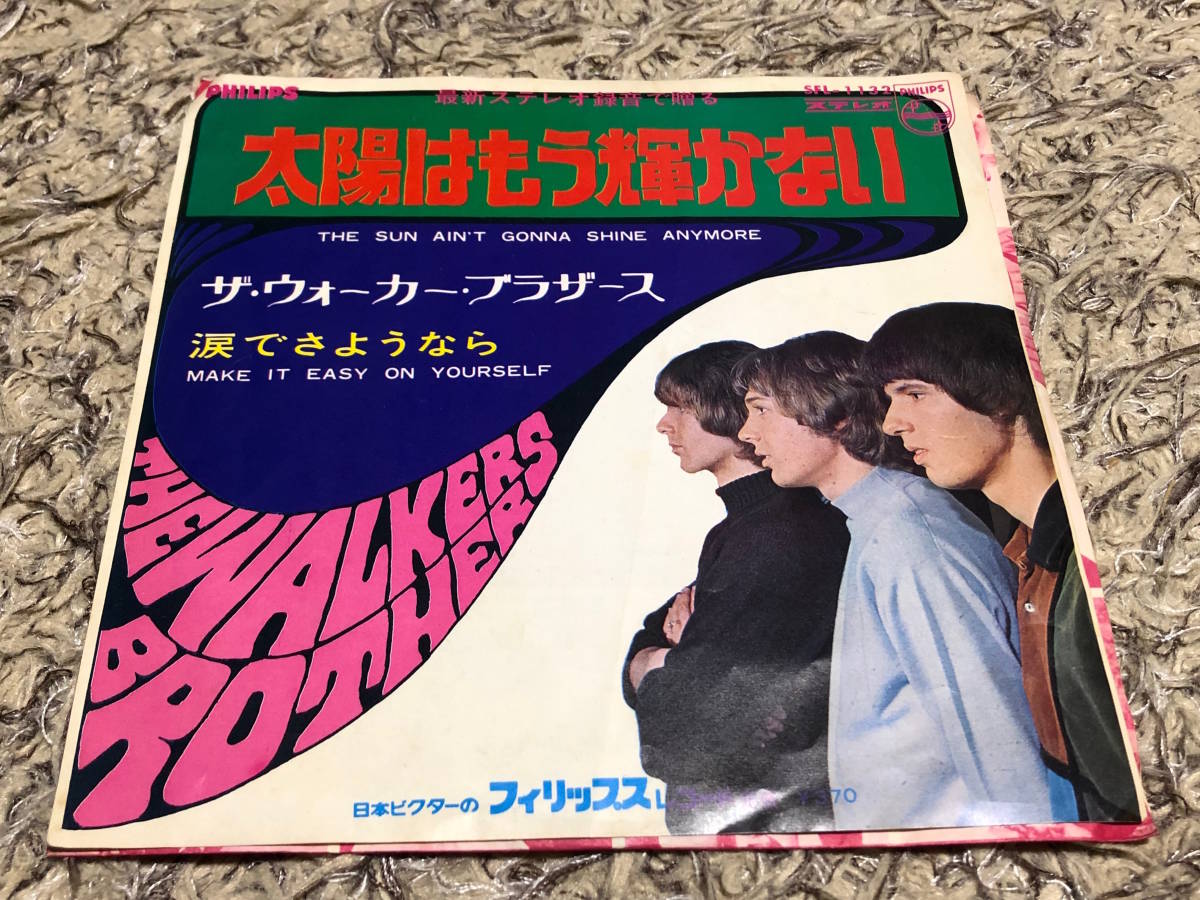 PHILIPS
最新ステレオ録音で贈る
SFL-1132
ステレオ
PHILIPS
太陽はもう輝かない
THE SUN AIN'T GONNA SHINE ANYMORE
ザ・ウォーカー・ブラザース
涙でさようなら
MAKE IT EASY ON YOURSELF
THE
WALKERS
BROTHERS
日本ビクターの フィリップス